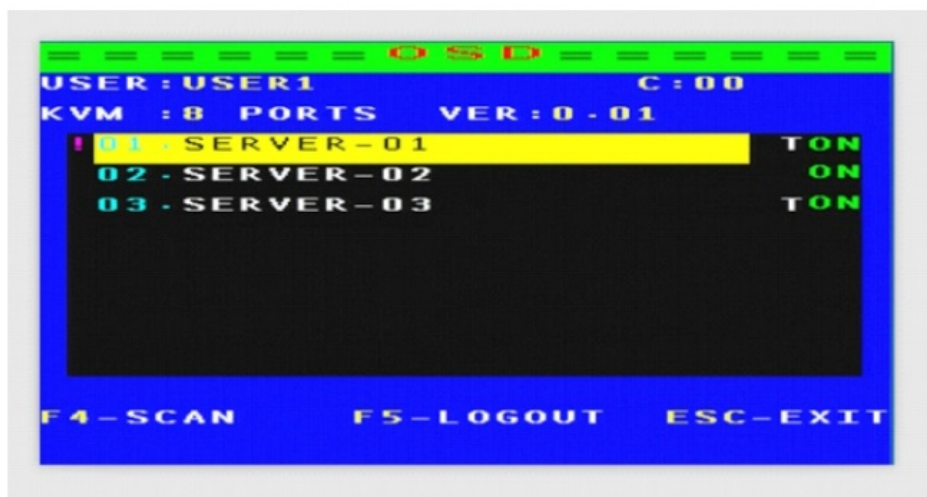 = = = = = = = = OSD = = = = = = = =
USER:USER1 C:00
KVM :8 PORTS VER:0.01
! 01.SERVER-01 TON
02.SERVER-02 ON
03.SERVER-03 TON
F4-SCAN F5-LOGOUT ESC-EXIT